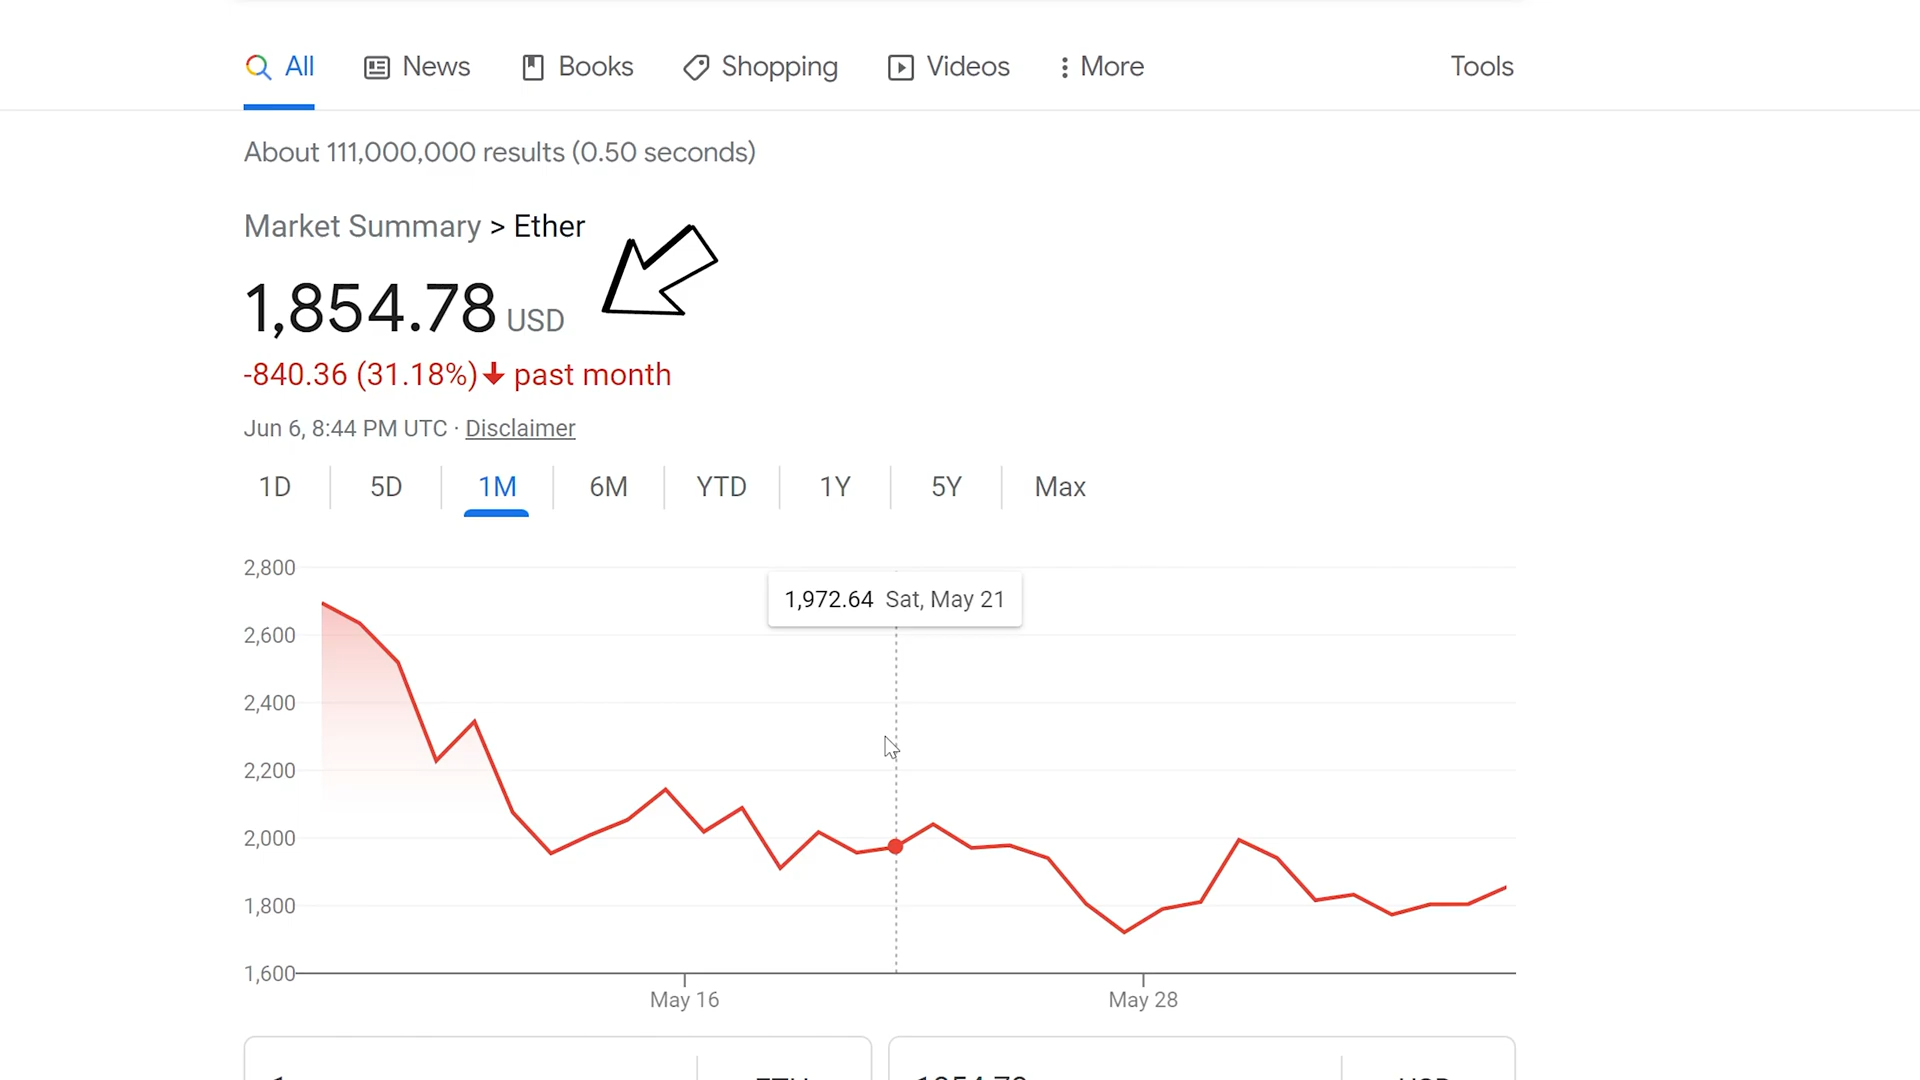 All News Books Shopping Videos More Tools
About 111,000,000 results (0.50 seconds)
Market Summary > Ether
1,854.78 USD
-840.36 (31.18%) past month
Jun 6, 8:44 PM UTC · Disclaimer
1D 5D 1M 6M YTD 1Y 5Y Max
2,800
1,972.64 Sat, May 21
2,600
2,400
2,200
2,000
1,800
1,600
May 16 May 28